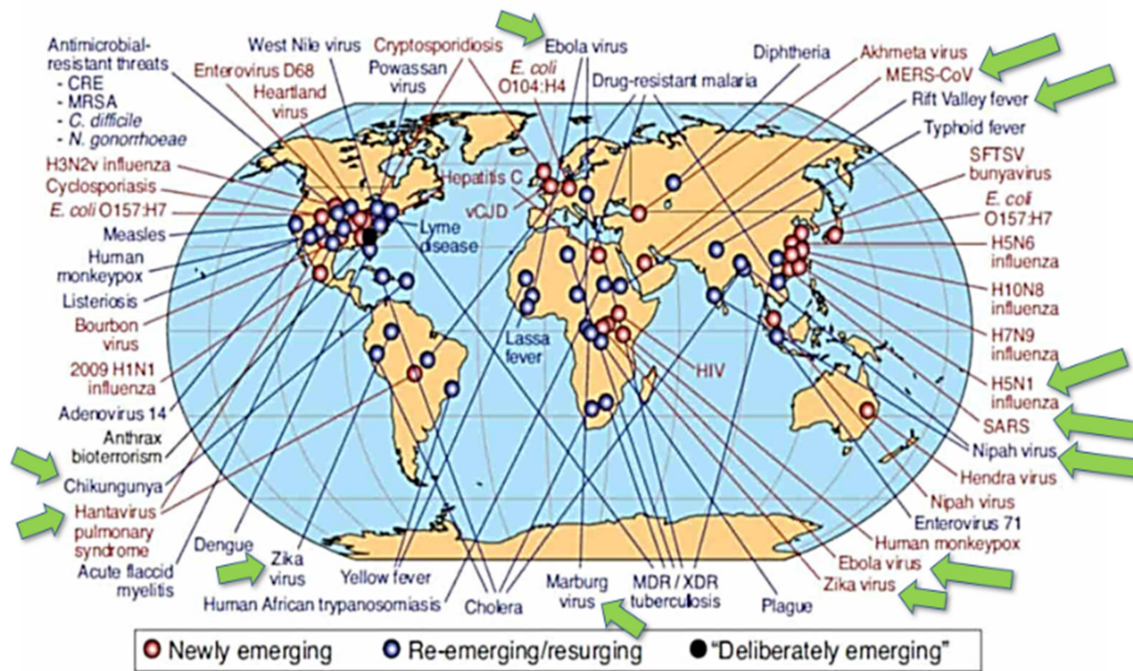 Antimicrobial-
resistant threats
- CRE
- MRSA
- C. difficile
- N. gonorrhoeae
West Nile virus
Enterovirus D68
Heartland
virus
Cryptosporidiosis
Powassan
virus
E. coli
O104:H4
Ebola virus
Drug-resistant malaria
Diphtheria
Akhmeta virus
MERS-CoV
Rift Valley fever
Typhoid fever
SFTSV
bunyavirus
E. coli
O157:H7
H5N6
influenza
H10N8
influenza
H7N9
influenza
H5N1
influenza
SARS
Nipah virus
Hendra virus
Nipah virus
Enterovirus 71
Human monkeypox
Ebola virus
Zika virus
H3N2v influenza
Cyclosporiasis
E. coli O157:H7
Measles
Human
monkeypox
Listeriosis
Bourbon
virus
2009 H1N1
influenza
Adenovirus 14
Anthrax
bioterrorism
Chikungunya
Hantavirus
pulmonary
syndrome
Acute flaccid
myelitis
Dengue
Zika
virus
Human African trypanosomiasis
Yellow fever
Cholera
Marburg
virus
MDR / XDR
tuberculosis
Plague
Hepatitis C
vCJD
Lyme
disease
Lassa
fever
HIV
Newly emerging
Re-emerging/resurging
“Deliberately emerging”